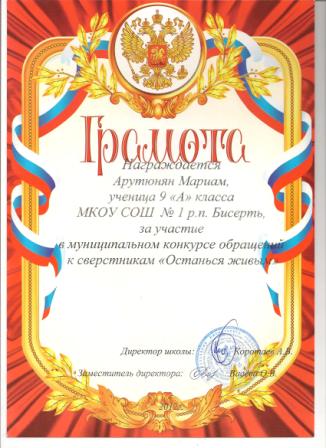 Грамота
Награждается
Арутюнян Мариам,
ученица 9 «А» класса
МКОУ СОШ № 1 р.п. Бисерть,
за участие
в муниципальном конкурсе обращений
к сверстникам «Останься живым»
Директор школы: Коротаев А.В.
Заместитель директора: